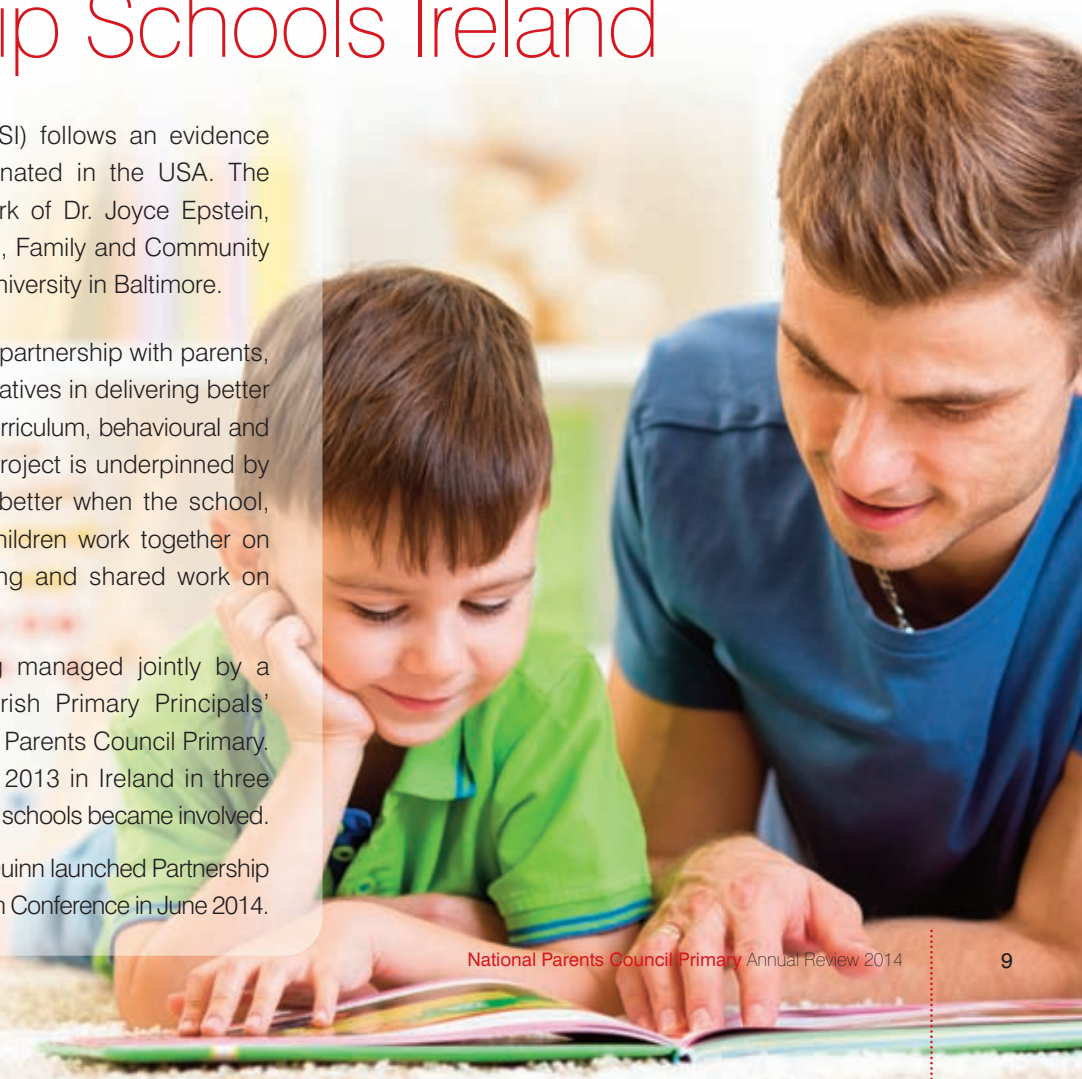 ip Schools Ireland
SI) follows an evidence
nated in the USA. The
rk of Dr. Joyce Epstein,
, Family and Community
niversity in Baltimore.
partnership with parents,
atives in delivering better
rriculum, behavioural and
roject is underpinned by
better when the school,
hildren work together on
ng and shared work on
g managed jointly by a
rish Primary Principals'
Parents Council Primary.
2013 in Ireland in three
schools became involved.
uinn launched Partnership
n Conference in June 2014.
National Parents Council Primary Annual Review 2014
9